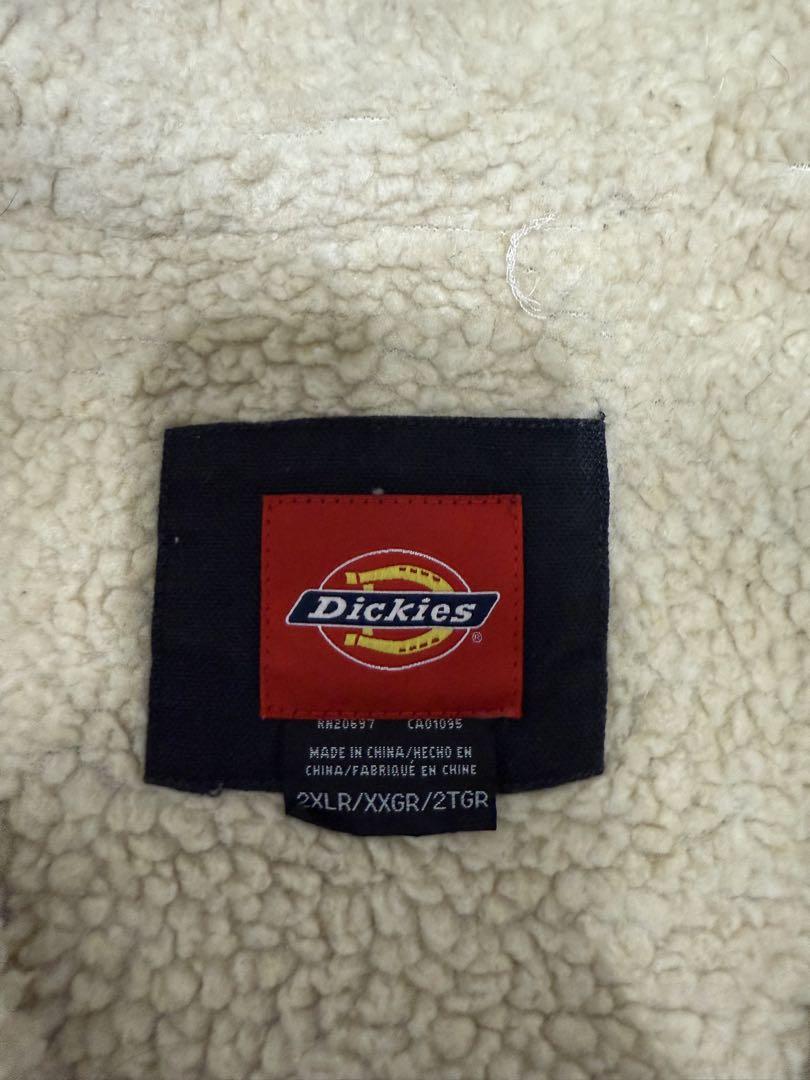 Dickies®
RN20697 CA01095
MADE IN CHINA/HECHO EN
CHINA/FABRIQUÉ EN CHINE
2XLR/XXGR/2TGR